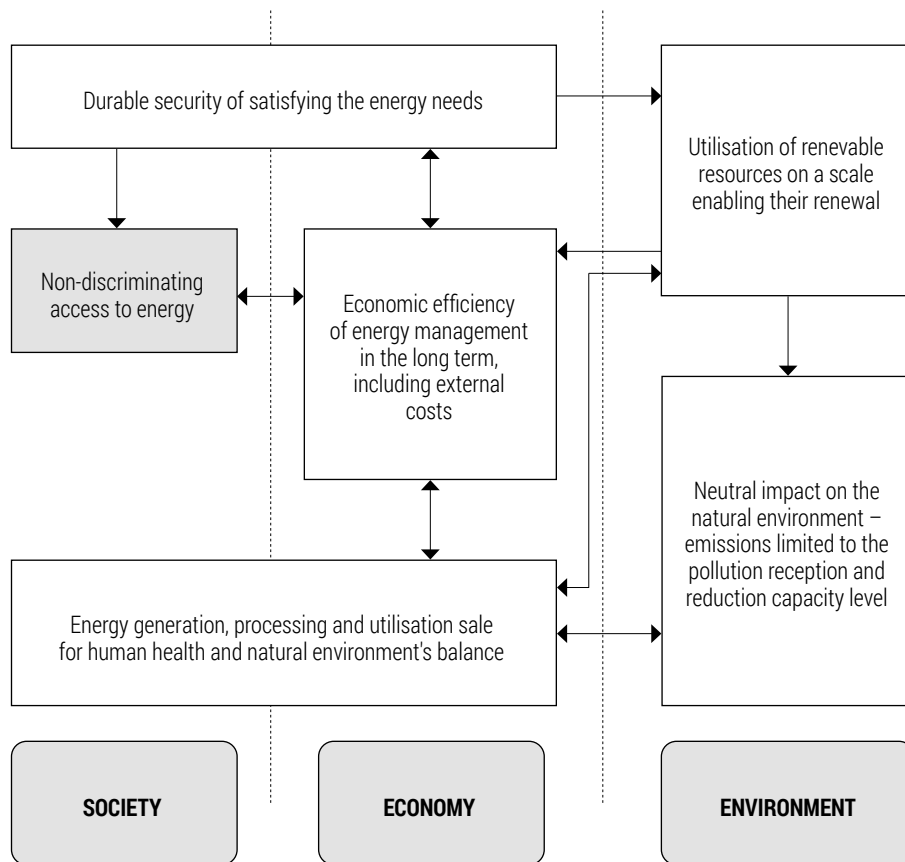 Durable security of satisfying the energy needs
Utilisation of renevable
resources on a scale
enabling their renewal
Non-discriminating
access to energy
Economic efficiency
of energy management
in the long term,
including external
costs
Neutral impact on the
natural environment –
emissions limited to the
pollution reception and
reduction capacity level
Energy generation, processing and utilisation sale
for human health and natural environment's balance
SOCIETY
ECONOMY
ENVIRONMENT